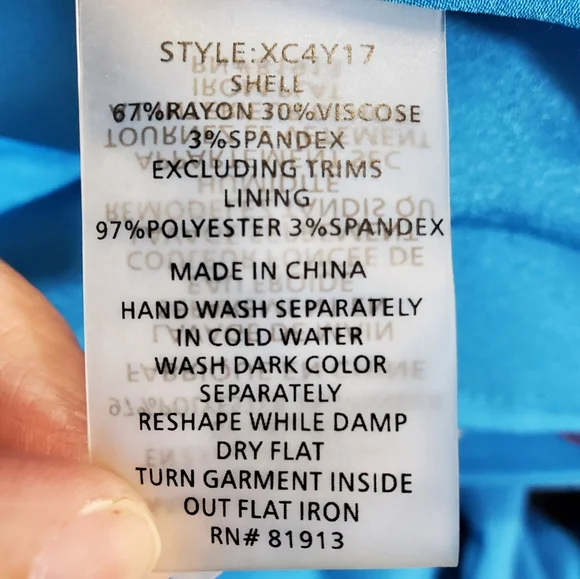 STYLE:XC4Y17
SHELL
67%RAYON 30%VISCOSE
3%SPANDEX
EXCLUDING TRIMS
LINING
97%POLYESTER 3%SPANDEX
MADE IN CHINA
HAND WASH SEPARATELY
IN COLD WATER
WASH DARK COLOR
SEPARATELY
RESHAPE WHILE DAMP
DRY FLAT
TURN GARMENT INSIDE
OUT FLAT IRON
RN# 81913